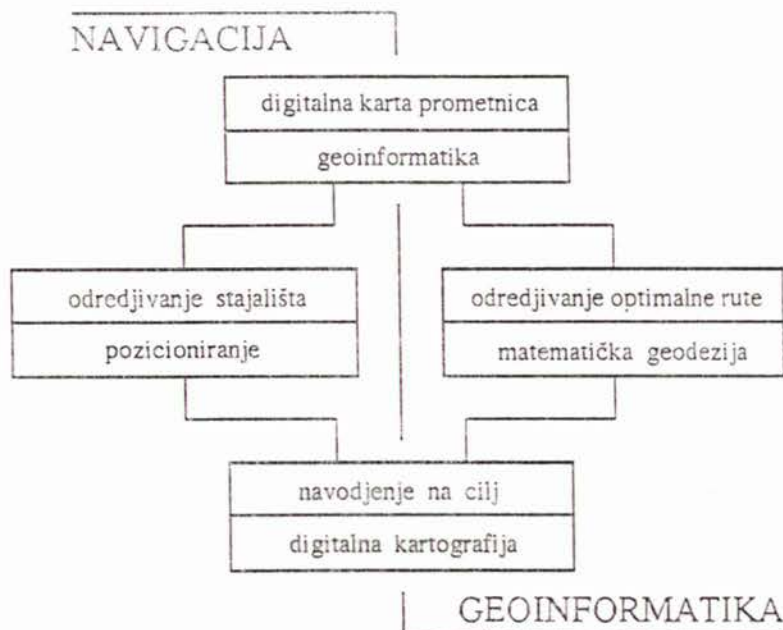 NAVIGACIJA
digitalna karta prometnica
geoinformatika
odredjivanje stajališta
pozicioniranje
odredjivanje optimalne rute
matematička geodezija
navodjenje na cilj
digitalna kartografija
GEOINFORMATIKA